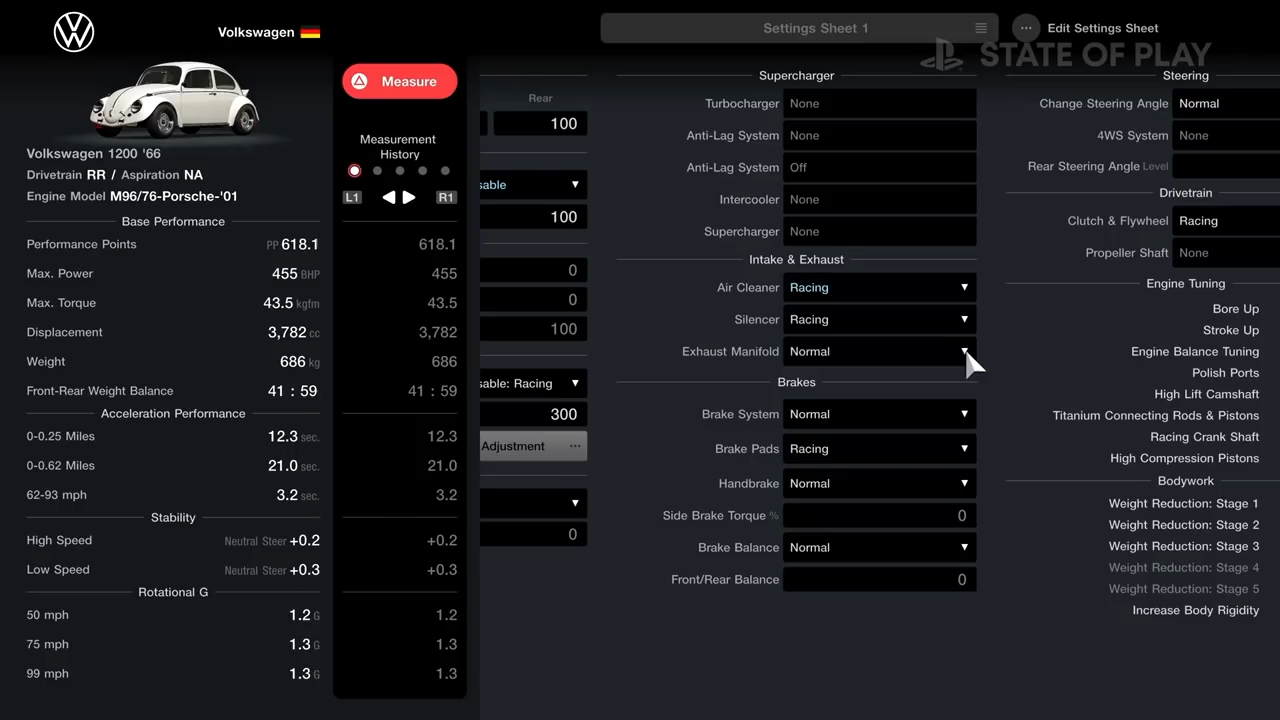 Volkswagen
Settings Sheet 1
Edit Settings Sheet
STATE OF PLAY
Volkswagen 1200 '66
Drivetrain RR / Aspiration NA
Engine Model M96/76-Porsche-'01
Base Performance
Performance Points PP 618.1
Max. Power 455 BHP
Max. Torque 43.5 kgfm
Displacement 3,782 cc
Weight 686 kg
Front-Rear Weight Balance 41 : 59
Acceleration Performance
0-0.25 Miles 12.3 sec.
0-0.62 Miles 21.0 sec.
62-93 mph 3.2 sec.
Stability
High Speed Neutral Steer +0.2
Low Speed Neutral Steer +0.3
Rotational G
50 mph 1.2 G
75 mph 1.3 G
99 mph 1.3 G
Measure
Measurement
History
L1 R1
618.1
455
43.5
3,782
686
41 : 59
12.3
21.0
3.2
+0.2
+0.3
1.2
1.3
1.3
Rear
100
sable
100
0
0
100
sable: Racing
300
Adjustment
0
Supercharger
Turbocharger None
Anti-Lag System None
Anti-Lag System Off
Intercooler None
Supercharger None
Intake & Exhaust
Air Cleaner Racing
Silencer Racing
Exhaust Manifold Normal
Brakes
Brake System Normal
Brake Pads Racing
Handbrake Normal
Side Brake Torque % 0
Brake Balance Normal
Front/Rear Balance 0
Steering
Change Steering Angle Normal
4WS System None
Rear Steering Angle Level
Drivetrain
Clutch & Flywheel Racing
Propeller Shaft None
Engine Tuning
Bore Up
Stroke Up
Engine Balance Tuning
Polish Ports
High Lift Camshaft
Titanium Connecting Rods & Pistons
Racing Crank Shaft
High Compression Pistons
Bodywork
Weight Reduction: Stage 1
Weight Reduction: Stage 2
Weight Reduction: Stage 3
Weight Reduction: Stage 4
Weight Reduction: Stage 5
Increase Body Rigidity